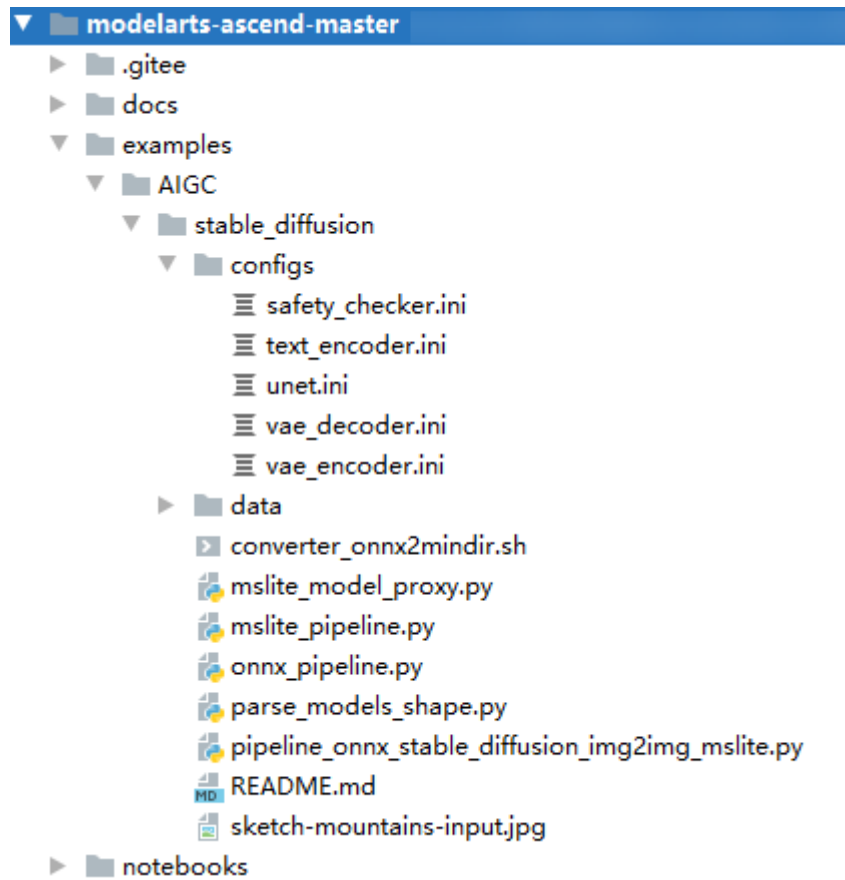 modelarts-ascend-master
.gitee
docs
examples
AIGC
stable_diffusion
configs
safety_checker.ini
text_encoder.ini
unet.ini
vae_decoder.ini
vae_encoder.ini
data
converter_onnx2mindir.sh
mslite_model_proxy.py
mslite_pipeline.py
onnx_pipeline.py
parse_models_shape.py
pipeline_onnx_stable_diffusion_img2img_mslite.py
MD README.md
sketch-mountains-input.jpg
notebooks